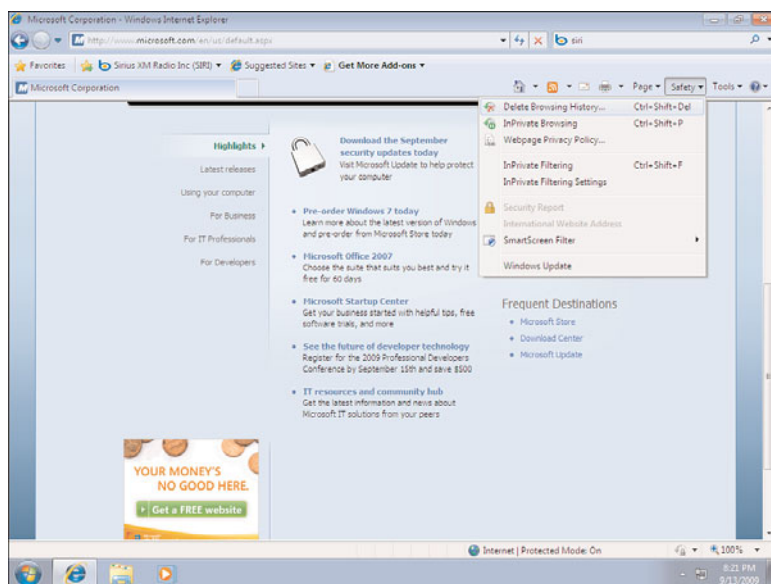 Microsoft Corporation - Windows Internet Explorer
http://www.microsoft.com/en/us/default.aspx
siri
Favorites
Sirius XM Radio Inc (SIRI)
Suggested Sites
Get More Add-ons
Microsoft Corporation
Page
Safety
Tools
Delete Browsing History... Ctrl+Shift+Del
InPrivate Browsing Ctrl+Shift+P
Webpage Privacy Policy...
InPrivate Filtering Ctrl+Shift+F
InPrivate Filtering Settings
Security Report
International Website Address
SmartScreen Filter
Windows Update
Highlights
Latest releases
Using your computer
For Business
For IT Professionals
For Developers
Download the September
security updates today
Visit Microsoft Update to help protect
your computer
Pre-order Windows 7 today
Learn more about the latest version of Windows
and pre-order from Microsoft Store today
Microsoft Office 2007
Choose the suite that suits you best and try it
free for 60 days
Microsoft Startup Center
Get your business started with helpful tips, free
software trials, and more
See the future of developer technology
Register for the 2009 Professional Developers
Conference by September 15th and save $500
IT resources and community hub
Get the latest information and news about
Microsoft IT solutions from your peers
Frequent Destinations
Microsoft Store
Download Center
Microsoft Update
YOUR MONEY'S
NO GOOD HERE.
Get a FREE website
Internet | Protected Mode: On
100%
8:21 PM
9/13/2009